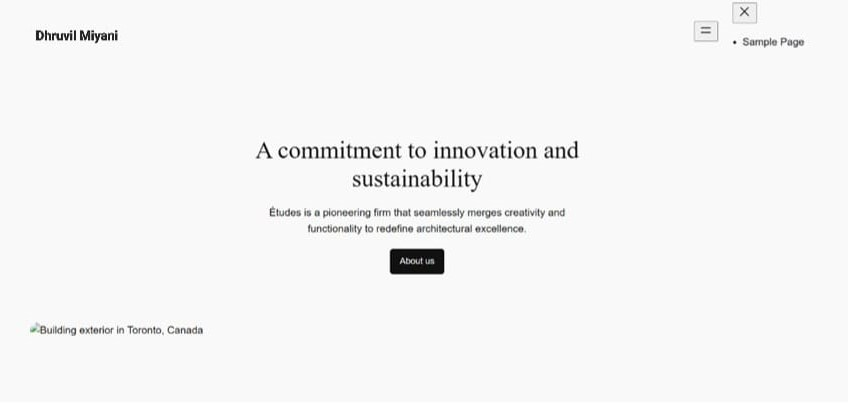 Dhruvil Miyani
Sample Page
A commitment to innovation and
sustainability
Études is a pioneering firm that seamlessly merges creativity and
functionality to redefine architectural excellence.
About us
Building exterior in Toronto, Canada